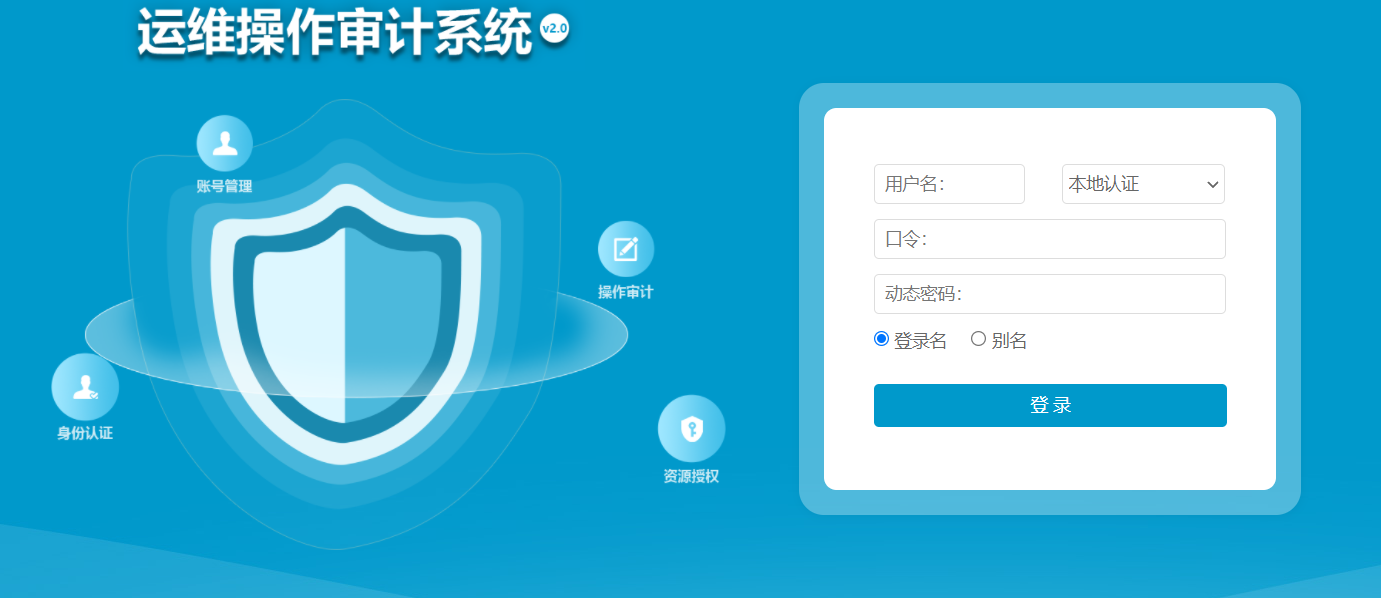 运维操作审计系统 v2.0
账号管理
操作审计
身份认证
资源授权
用户名： 本地认证
口令：
动态密码：
登录名 别名
登 录